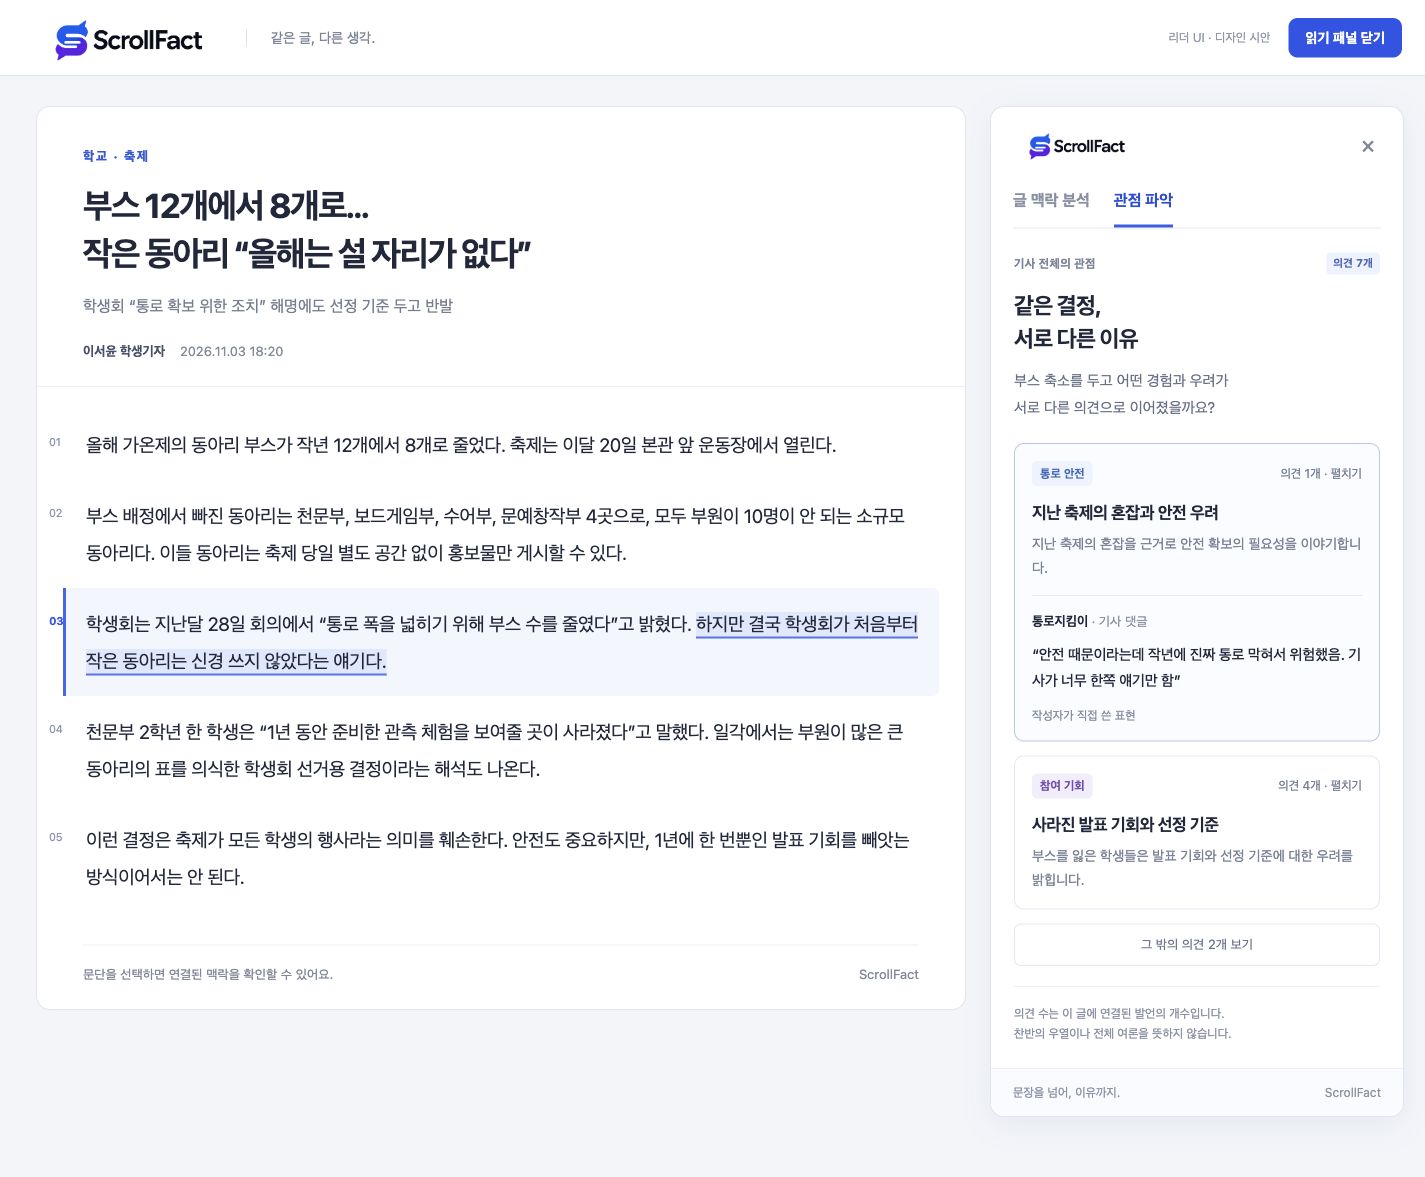 ScrollFact
같은 글, 다른 생각.
리더 UI · 디자인 시안
읽기 패널 닫기
학교 · 축제
부스 12개에서 8개로...
작은 동아리 “올해는 설 자리가 없다”
학생회 “통로 확보 위한 조치” 해명에도 선정 기준 두고 반발
이서윤 학생기자 2026.11.03 18:20
01
올해 가온제의 동아리 부스가 작년 12개에서 8개로 줄었다. 축제는 이달 20일 본관 앞 운동장에서 열린다.
02
부스 배정에서 빠진 동아리는 천문부, 보드게임부, 수어부, 문예창작부 4곳으로, 모두 부원이 10명이 안 되는 소규모
동아리다. 이들 동아리는 축제 당일 별도 공간 없이 홍보물만 게시할 수 있다.
03
학생회는 지난달 28일 회의에서 “통로 폭을 넓히기 위해 부스 수를 줄였다”고 밝혔다. 하지만 결국 학생회가 처음부터
작은 동아리는 신경 쓰지 않았다는 얘기다.
04
천문부 2학년 한 학생은 “1년 동안 준비한 관측 체험을 보여줄 곳이 사라졌다”고 말했다. 일각에서는 부원이 많은 큰
동아리의 표를 의식한 학생회 선거용 결정이라는 해석도 나온다.
05
이런 결정은 축제가 모든 학생의 행사라는 의미를 훼손한다. 안전도 중요하지만, 1년에 한 번뿐인 발표 기회를 빼앗는
방식이어서는 안 된다.
문단을 선택하면 연결된 맥락을 확인할 수 있어요.
ScrollFact
ScrollFact
×
글 맥락 분석
관점 파악
기사 전체의 관점
의견 7개
같은 결정,
서로 다른 이유
부스 축소를 두고 어떤 경험과 우려가
서로 다른 의견으로 이어졌을까요?
통로 안전
의견 1개 · 펼치기
지난 축제의 혼잡과 안전 우려
지난 축제의 혼잡을 근거로 안전 확보의 필요성을 이야기합니
다.
통로지킴이 · 기사 댓글
“안전 때문이라는데 작년에 진짜 통로 막혀서 위험했음. 기
사가 너무 한쪽 얘기만 함”
작성자가 직접 쓴 표현
참여 기회
의견 4개 · 펼치기
사라진 발표 기회와 선정 기준
부스를 잃은 학생들은 발표 기회와 선정 기준에 대한 우려를
밝힙니다.
그 밖의 의견 2개 보기
의견 수는 이 글에 연결된 발언의 개수입니다.
찬반의 우열이나 전체 여론을 뜻하지 않습니다.
문장을 넘어, 이유까지.
ScrollFact